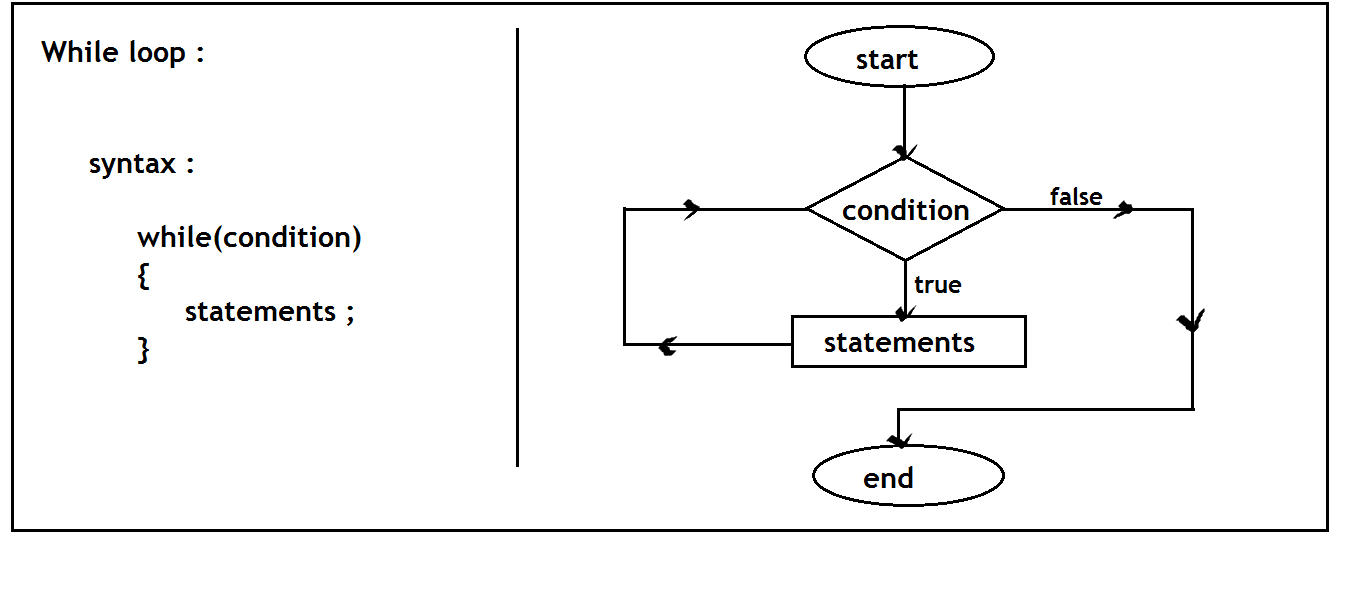 While loop :
syntax :
while(condition)
{
statements ;
}
start
condition
false
true
statements
end